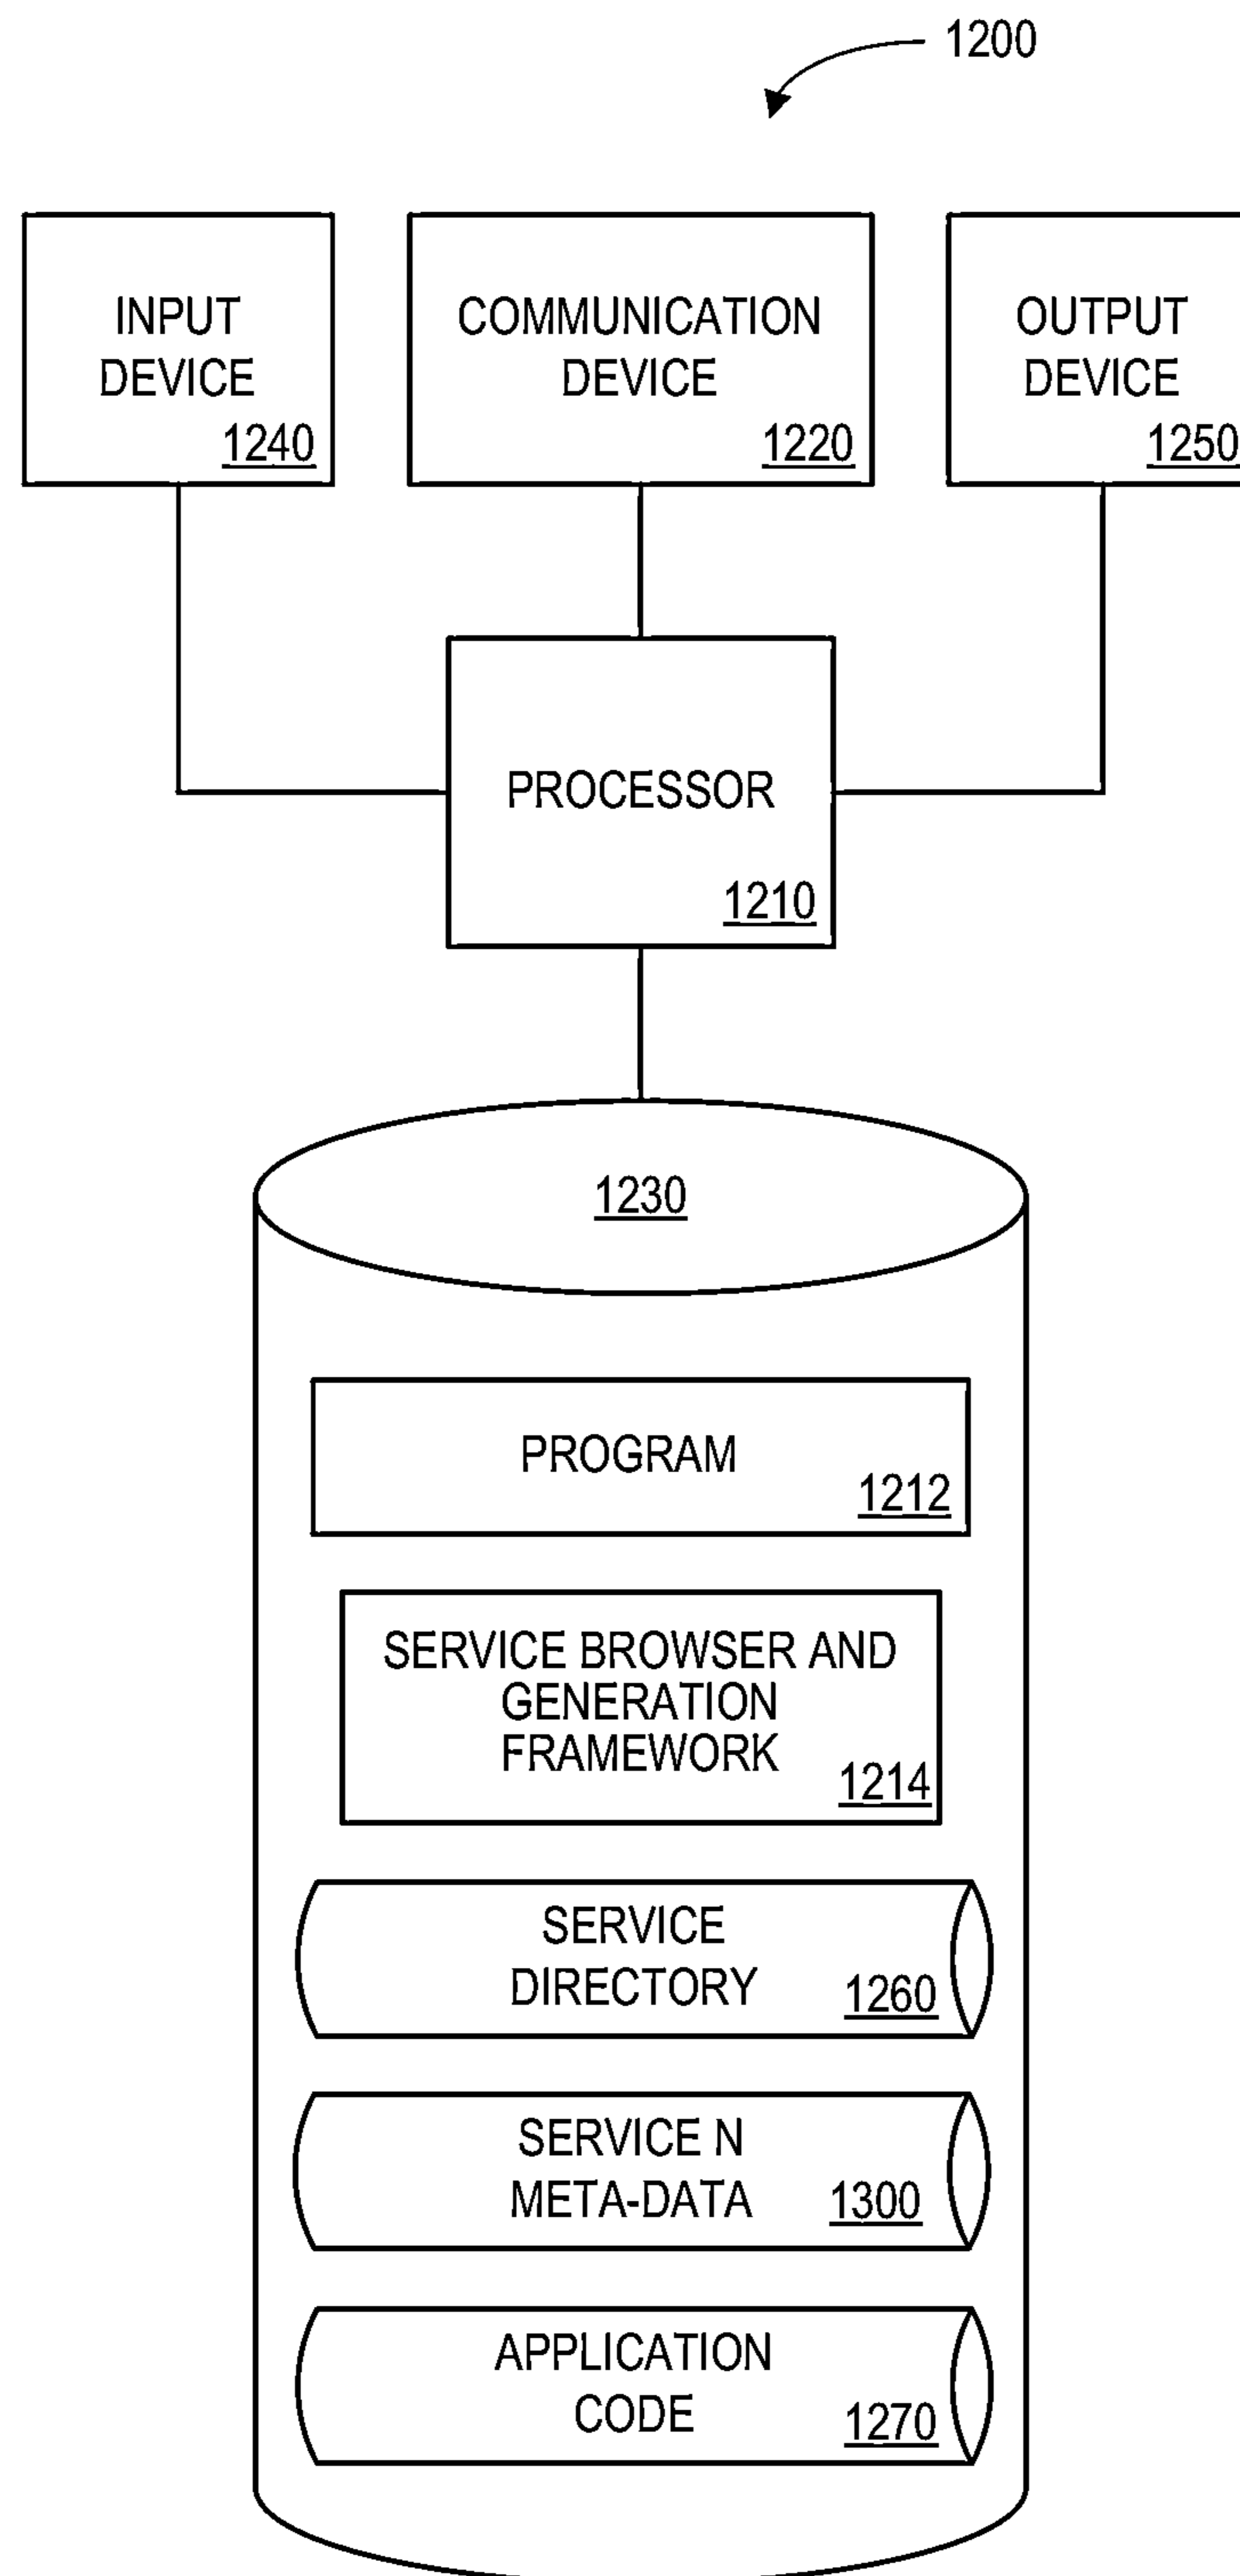 1200
INPUT
DEVICE
1240
COMMUNICATION
DEVICE
1220
OUTPUT
DEVICE
1250
PROCESSOR
1210
1230
PROGRAM
1212
SERVICE BROWSER AND
GENERATION
FRAMEWORK
1214
SERVICE
DIRECTORY
1260
SERVICE N
META-DATA
1300
APPLICATION
CODE
1270